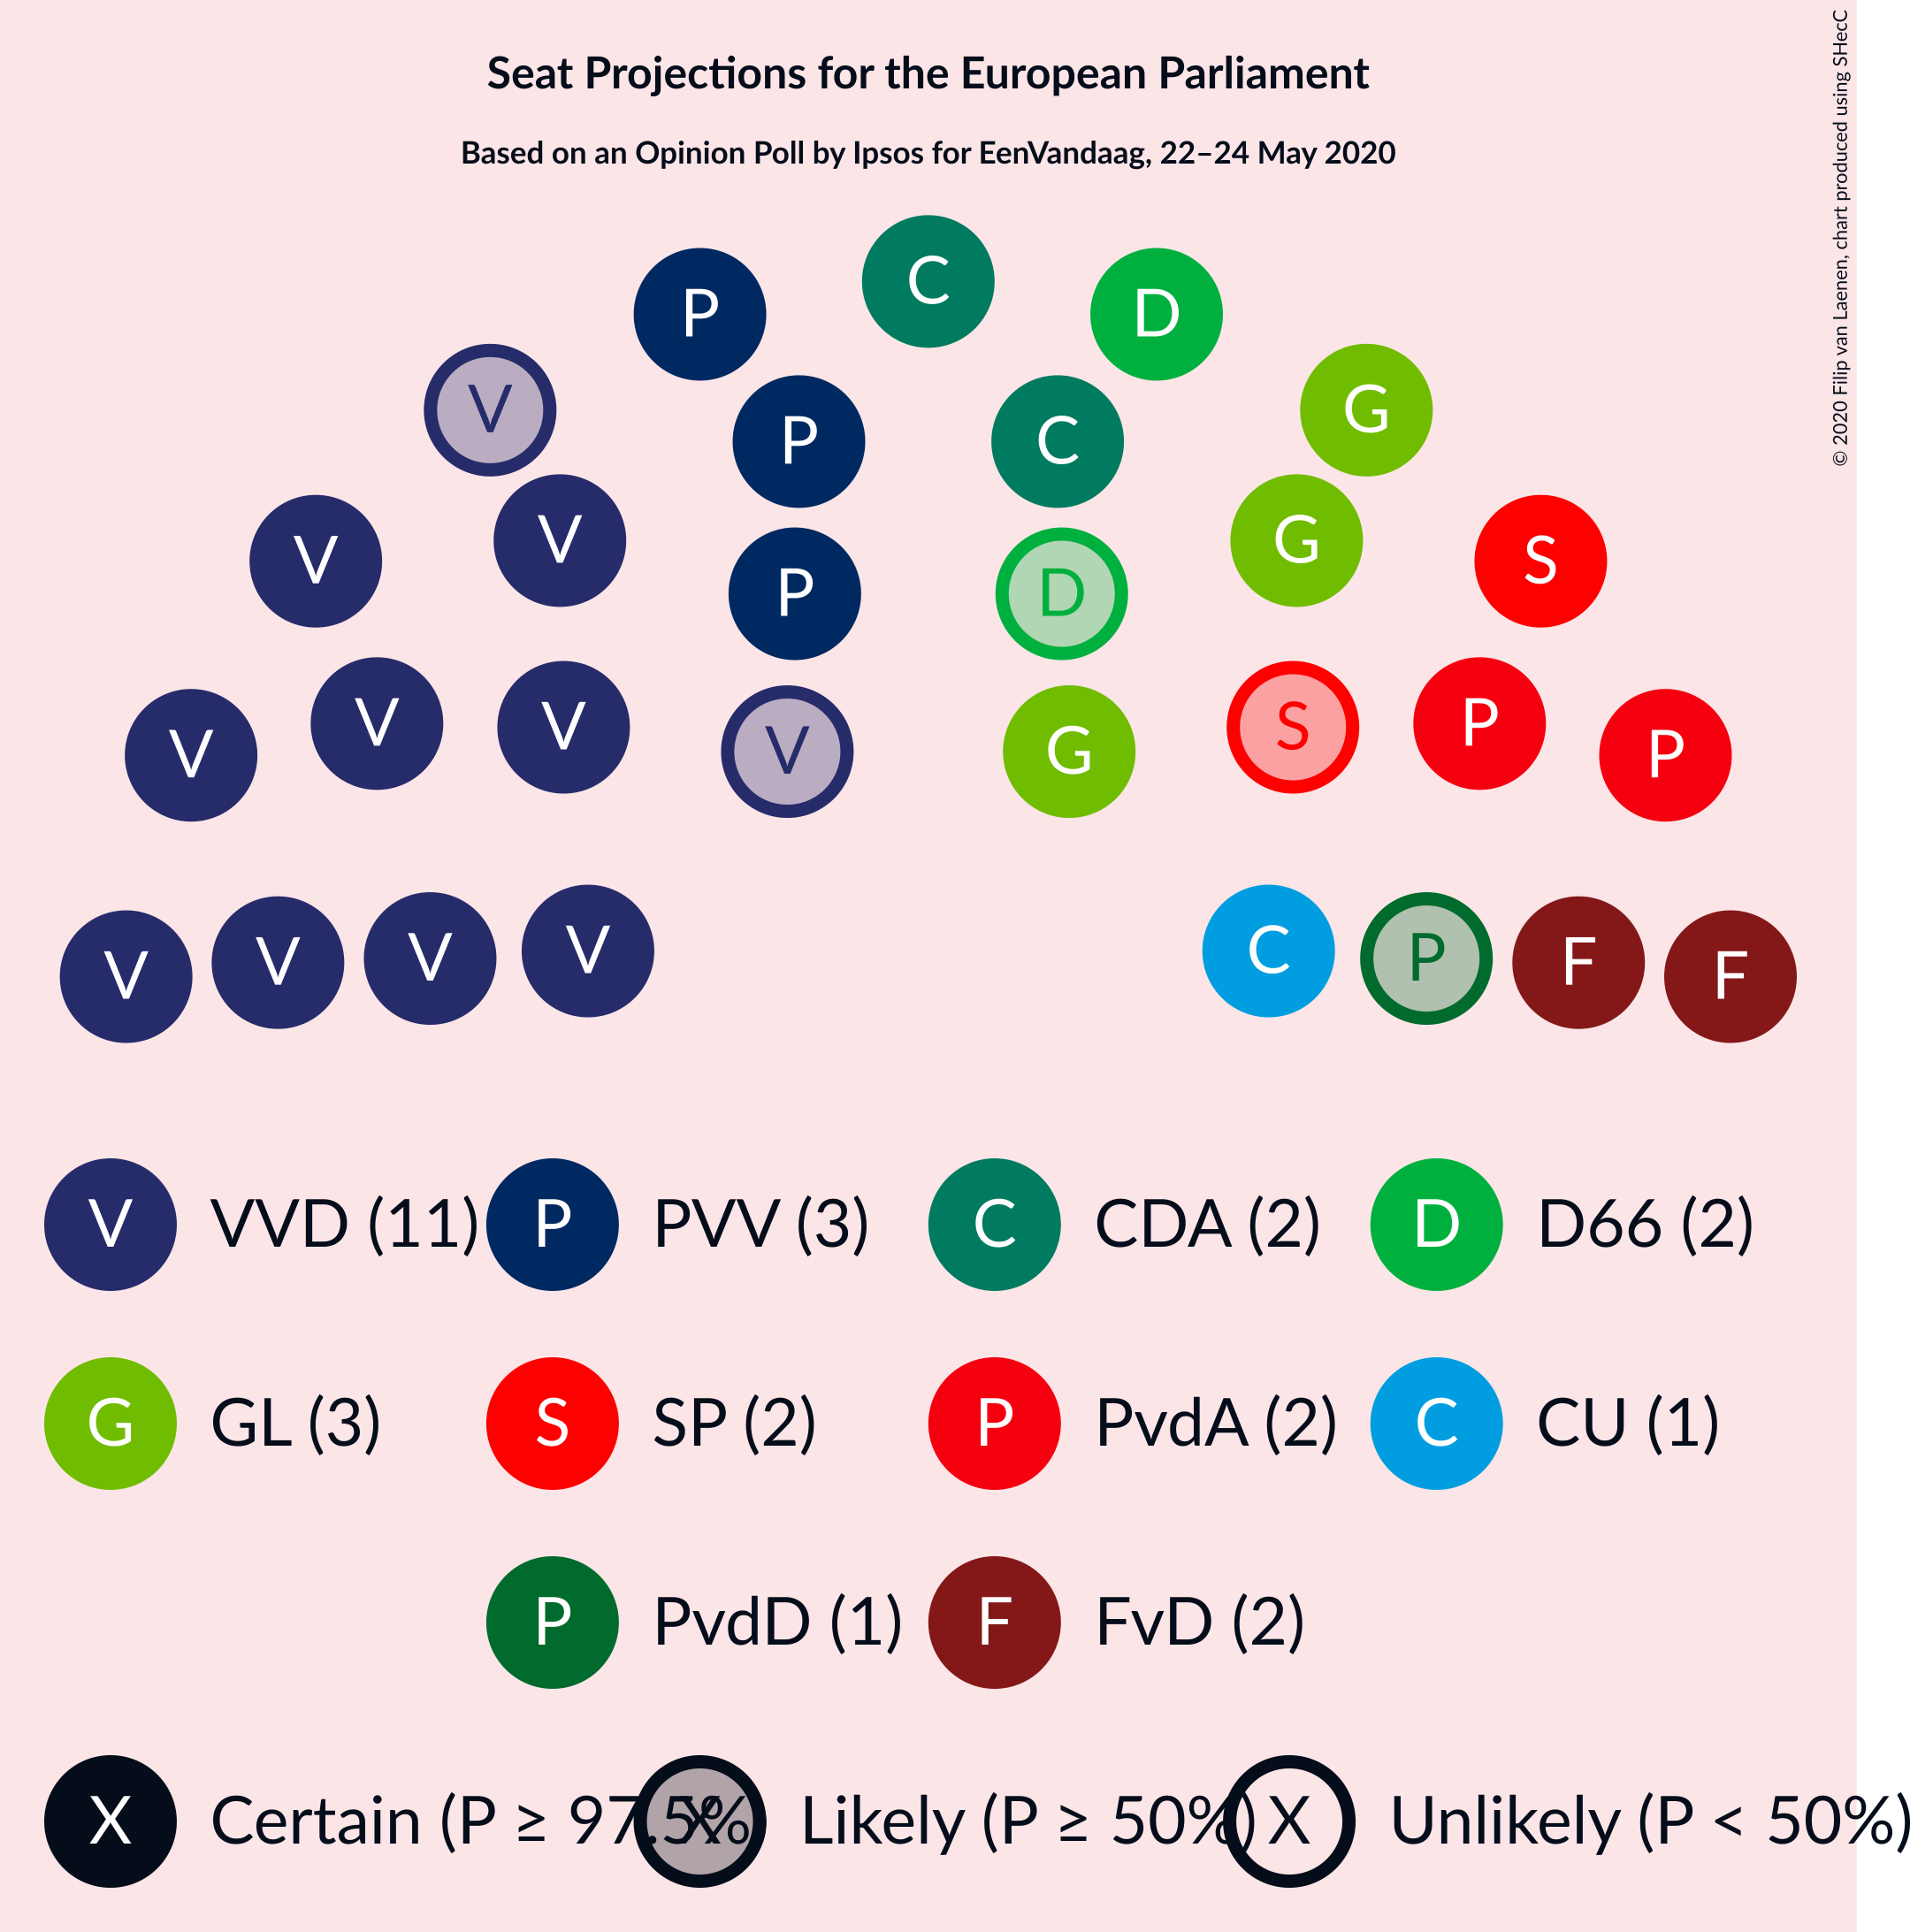 Seat Projections for the European Parliament
Based on an Opinion Poll by Ipsos for EenVandaag, 22–24 May 2020
© 2020 Filip van Laenen, chart produced using SHecC
C
P D
V G
P C
V G
V S
P D
V P
V S
V G
V P
V C
V P
V F
V F
V VVD (11) P PVV (3) C CDA (2) D D66 (2)
G GL (3) S SP (2) P PvdA (2) C CU (1)
P PvdD (1) F FvD (2)
X Certain (P ≥ 97.5% X Likely (P ≥ 50%) X Unlikely (P < 50%)